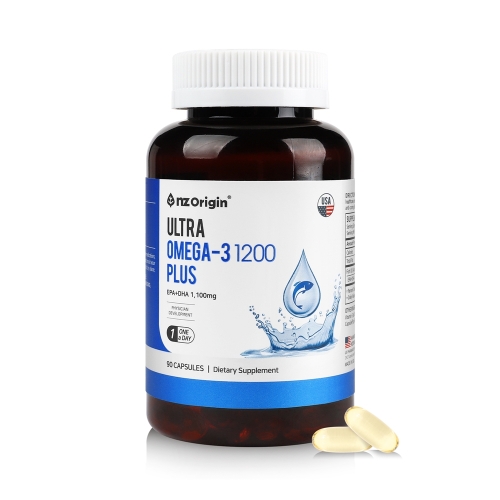 nzOrigin®
USA
ULTRA
OMEGA-3 1200
PLUS
EPA+DHA 1,100mg
PHYSICIAN
DEVELOPMENT
1 ONE
a DAY
90 CAPSULES | Dietary Supplement